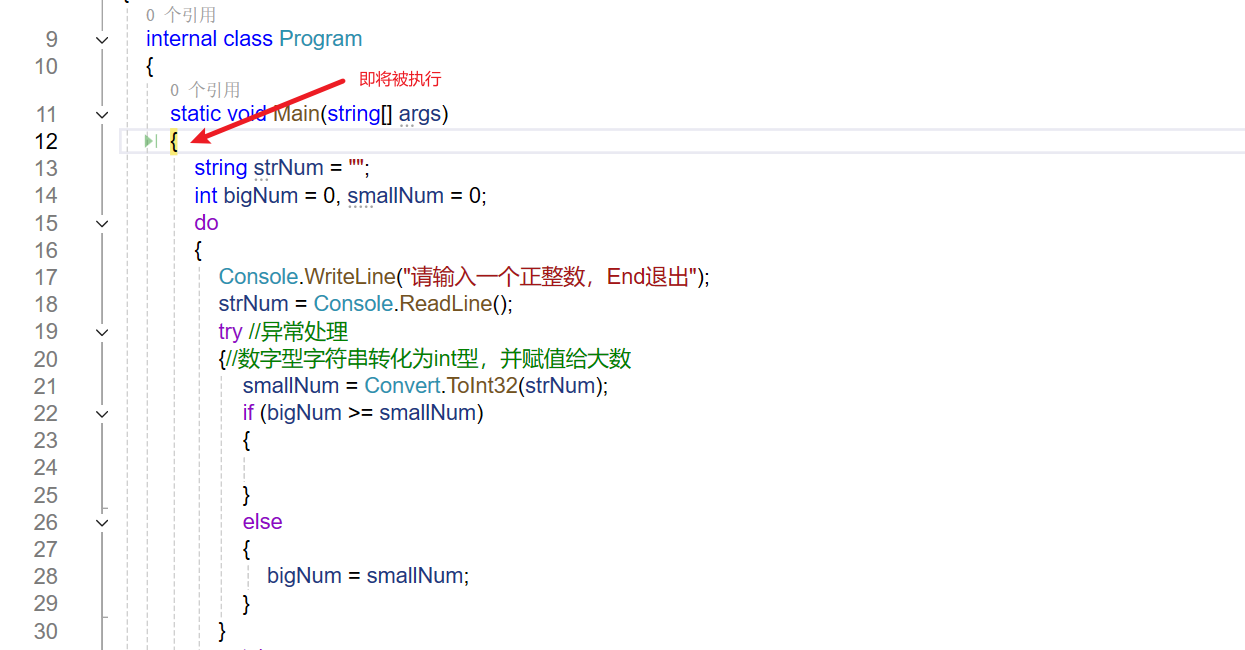 0 个引用
9 internal class Program
10 {
即将被执行
0 个引用
11 static void Main(string[] args)
12 {
13 string strNum = "";
14 int bigNum = 0, smallNum = 0;
15 do
16 {
17 Console.WriteLine("请输入一个正整数，End退出");
18 strNum = Console.ReadLine();
19 try //异常处理
20 {//数字型字符串转化为int型，并赋值给大数
21 smallNum = Convert.ToInt32(strNum);
22 if (bigNum >= smallNum)
23 {
24
25 }
26 else
27 {
28 bigNum = smallNum;
29 }
30 }